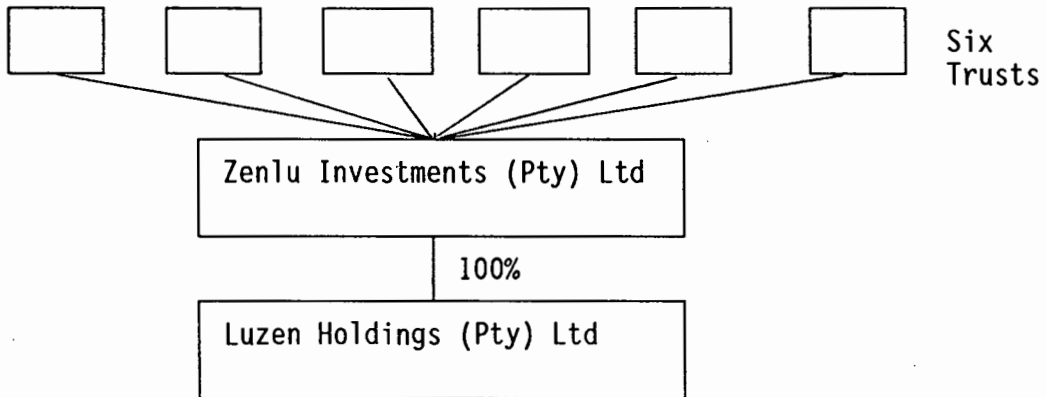 Six
Trusts
Zenlu Investments (Pty) Ltd
100%
Luzen Holdings (Pty) Ltd